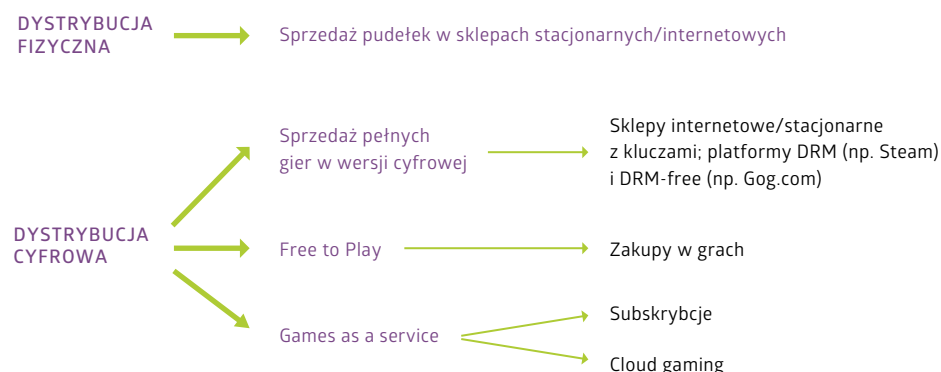 DYSTRYBUCJA
FIZYCZNA
Sprzedaż pudełek w sklepach stacjonarnych/internetowych
DYSTRYBUCJA
CYFROWA
Sprzedaż pełnych
gier w wersji cyfrowej
Sklepy internetowe/stacjonarne
z kluczami; platformy DRM (np. Steam)
i DRM-free (np. Gog.com)
Free to Play
Zakupy w grach
Games as a service
Subskrybcje
Cloud gaming